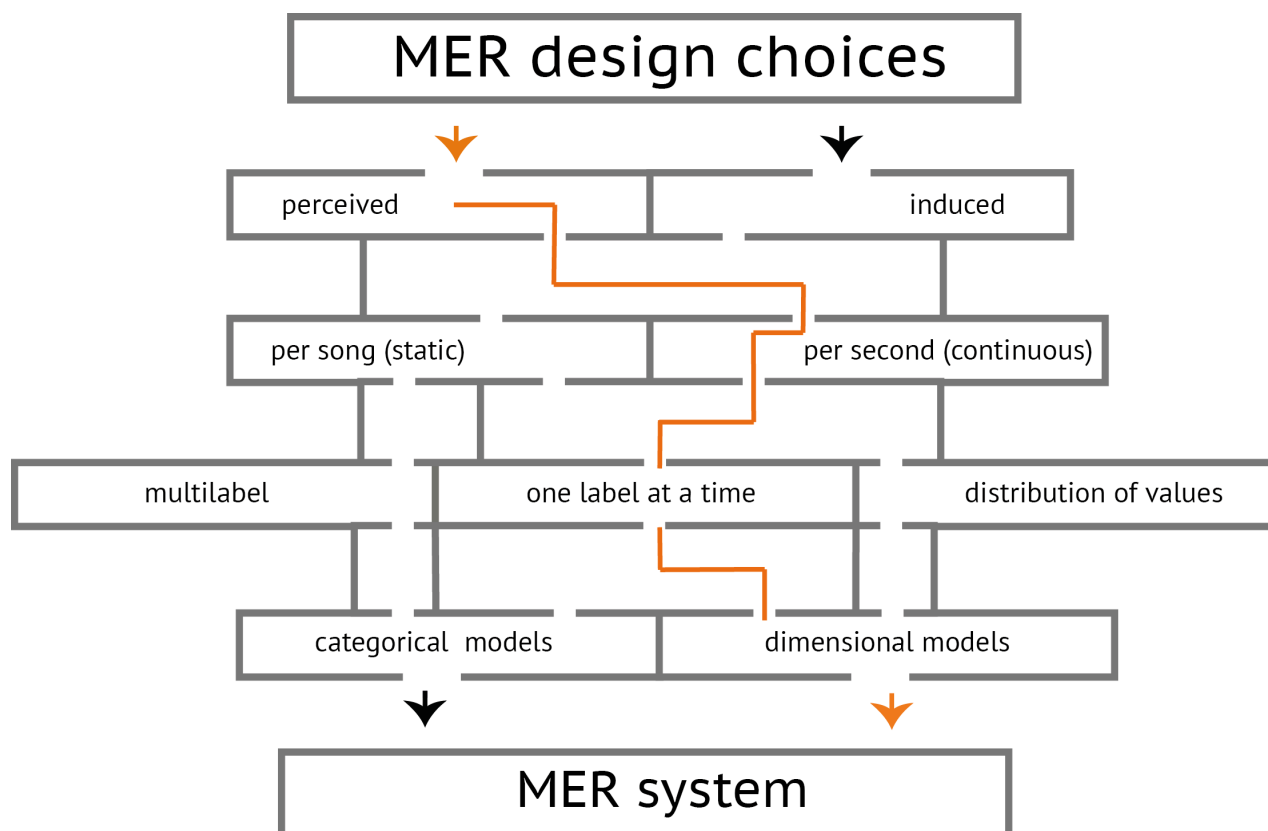 MER design choices
perceived
induced
per song (static)
per second (continuous)
multilabel
one label at a time
distribution of values
categorical models
dimensional models
MER system